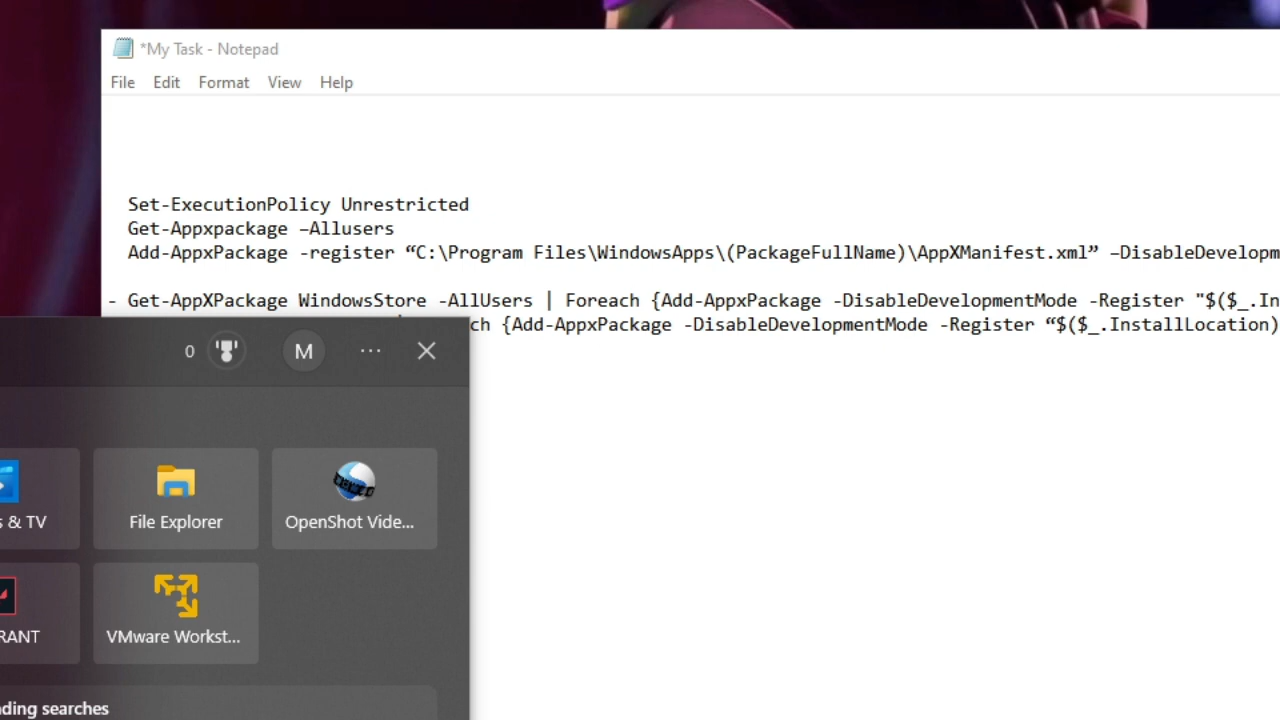 *My Task - Notepad
File Edit Format View Help
Set-ExecutionPolicy Unrestricted
Get-Appxpackage –Allusers
Add-AppxPackage -register “C:\Program Files\WindowsApps\(PackageFullName)\AppXManifest.xml” –DisableDevelopm
- Get-AppXPackage WindowsStore -AllUsers | Foreach {Add-AppxPackage -DisableDevelopmentMode -Register "$($_.In
ch {Add-AppxPackage -DisableDevelopmentMode -Register “$($_.InstallLocation)
0 M ···
s & TV
File Explorer
OpenShot Vide...
RANT
VMware Workst...
ding searches